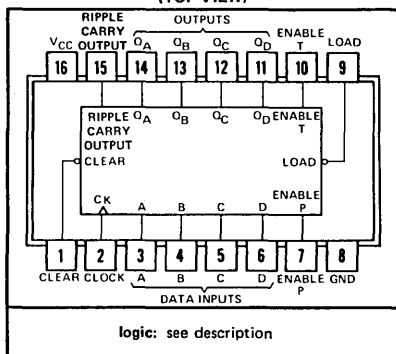 (TOP VIEW)
RIPPLE
CARRY
OUTPUT
OUTPUTS
ENABLE
T
VCC
QA
QB
QC
QD
LOAD
16 15 14 13 12 11 10 9
RIPPLE
CARRY
OUTPUT
QA
QB
QC
QD
ENABLE
T
CLEAR
LOAD
ENABLE
P
CK
A
B
C
D
1 2 3 4 5 6 7 8
CLEAR CLOCK A B C D ENABLE GND
P
DATA INPUTS
logic: see description